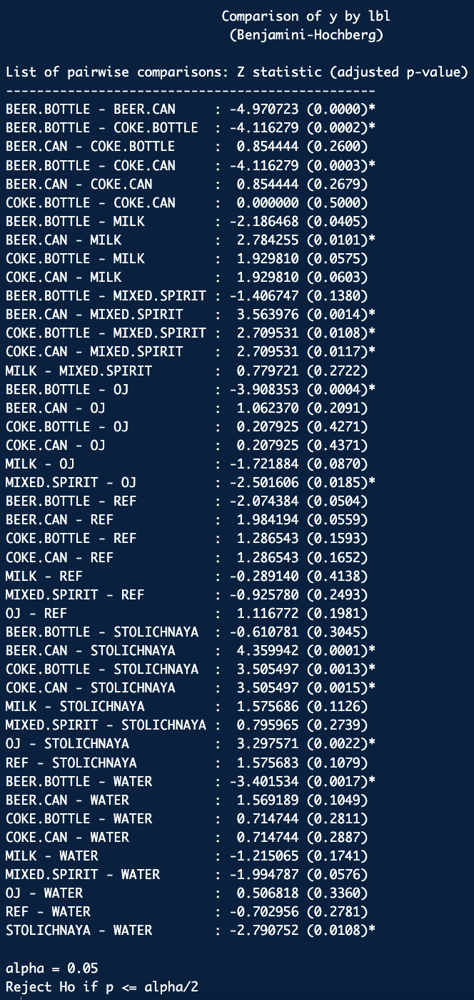 Comparison of y by lbl
(Benjamini-Hochberg)
List of pairwise comparisons: Z statistic (adjusted p-value)
-----------------------------------------------
BEER.BOTTLE - BEER.CAN : -4.970723 (0.0000)*
BEER.BOTTLE - COKE.BOTTLE : -4.116279 (0.0002)*
BEER.CAN - COKE.BOTTLE : 0.854444 (0.2600)
BEER.BOTTLE - COKE.CAN : -4.116279 (0.0003)*
BEER.CAN - COKE.CAN : 0.854444 (0.2679)
COKE.BOTTLE - COKE.CAN : 0.000000 (0.5000)
BEER.BOTTLE - MILK : -2.186468 (0.0405)
BEER.CAN - MILK : 2.784255 (0.0101)*
COKE.BOTTLE - MILK : 1.929810 (0.0575)
COKE.CAN - MILK : 1.929810 (0.0603)
BEER.BOTTLE - MIXED.SPIRIT : -1.406747 (0.1380)
BEER.CAN - MIXED.SPIRIT : 3.563976 (0.0014)*
COKE.BOTTLE - MIXED.SPIRIT : 2.709531 (0.0108)*
COKE.CAN - MIXED.SPIRIT : 2.709531 (0.0117)*
MILK - MIXED.SPIRIT : 0.779721 (0.2722)
BEER.BOTTLE - OJ : -3.908353 (0.0004)*
BEER.CAN - OJ : 1.062370 (0.2091)
COKE.BOTTLE - OJ : 0.207925 (0.4271)
COKE.CAN - OJ : 0.207925 (0.4371)
MILK - OJ : -1.721884 (0.0870)
MIXED.SPIRIT - OJ : -2.501606 (0.0185)*
BEER.BOTTLE - REF : -2.074384 (0.0504)
BEER.CAN - REF : 1.984194 (0.0559)
COKE.BOTTLE - REF : 1.286543 (0.1593)
COKE.CAN - REF : 1.286543 (0.1652)
MILK - REF : -0.289140 (0.4138)
MIXED.SPIRIT - REF : -0.925780 (0.2493)
OJ - REF : 1.116772 (0.1981)
BEER.BOTTLE - STOLICHNAYA : -0.610781 (0.3045)
BEER.CAN - STOLICHNAYA : 4.359942 (0.0001)*
COKE.BOTTLE - STOLICHNAYA : 3.505497 (0.0013)*
COKE.CAN - STOLICHNAYA : 3.505497 (0.0015)*
MILK - STOLICHNAYA : 1.575686 (0.1126)
MIXED.SPIRIT - STOLICHNAYA : 0.795965 (0.2739)
OJ - STOLICHNAYA : 3.297571 (0.0022)*
REF - STOLICHNAYA : 1.575683 (0.1079)
BEER.BOTTLE - WATER : -3.401534 (0.0017)*
BEER.CAN - WATER : 1.569189 (0.1049)
COKE.BOTTLE - WATER : 0.714744 (0.2811)
COKE.CAN - WATER : 0.714744 (0.2887)
MILK - WATER : -1.215065 (0.1741)
MIXED.SPIRIT - WATER : -1.994787 (0.0576)
OJ - WATER : 0.506818 (0.3360)
REF - WATER : -0.702956 (0.2781)
STOLICHNAYA - WATER : -2.790752 (0.0108)*
alpha = 0.05
Reject Ho if p <= alpha/2